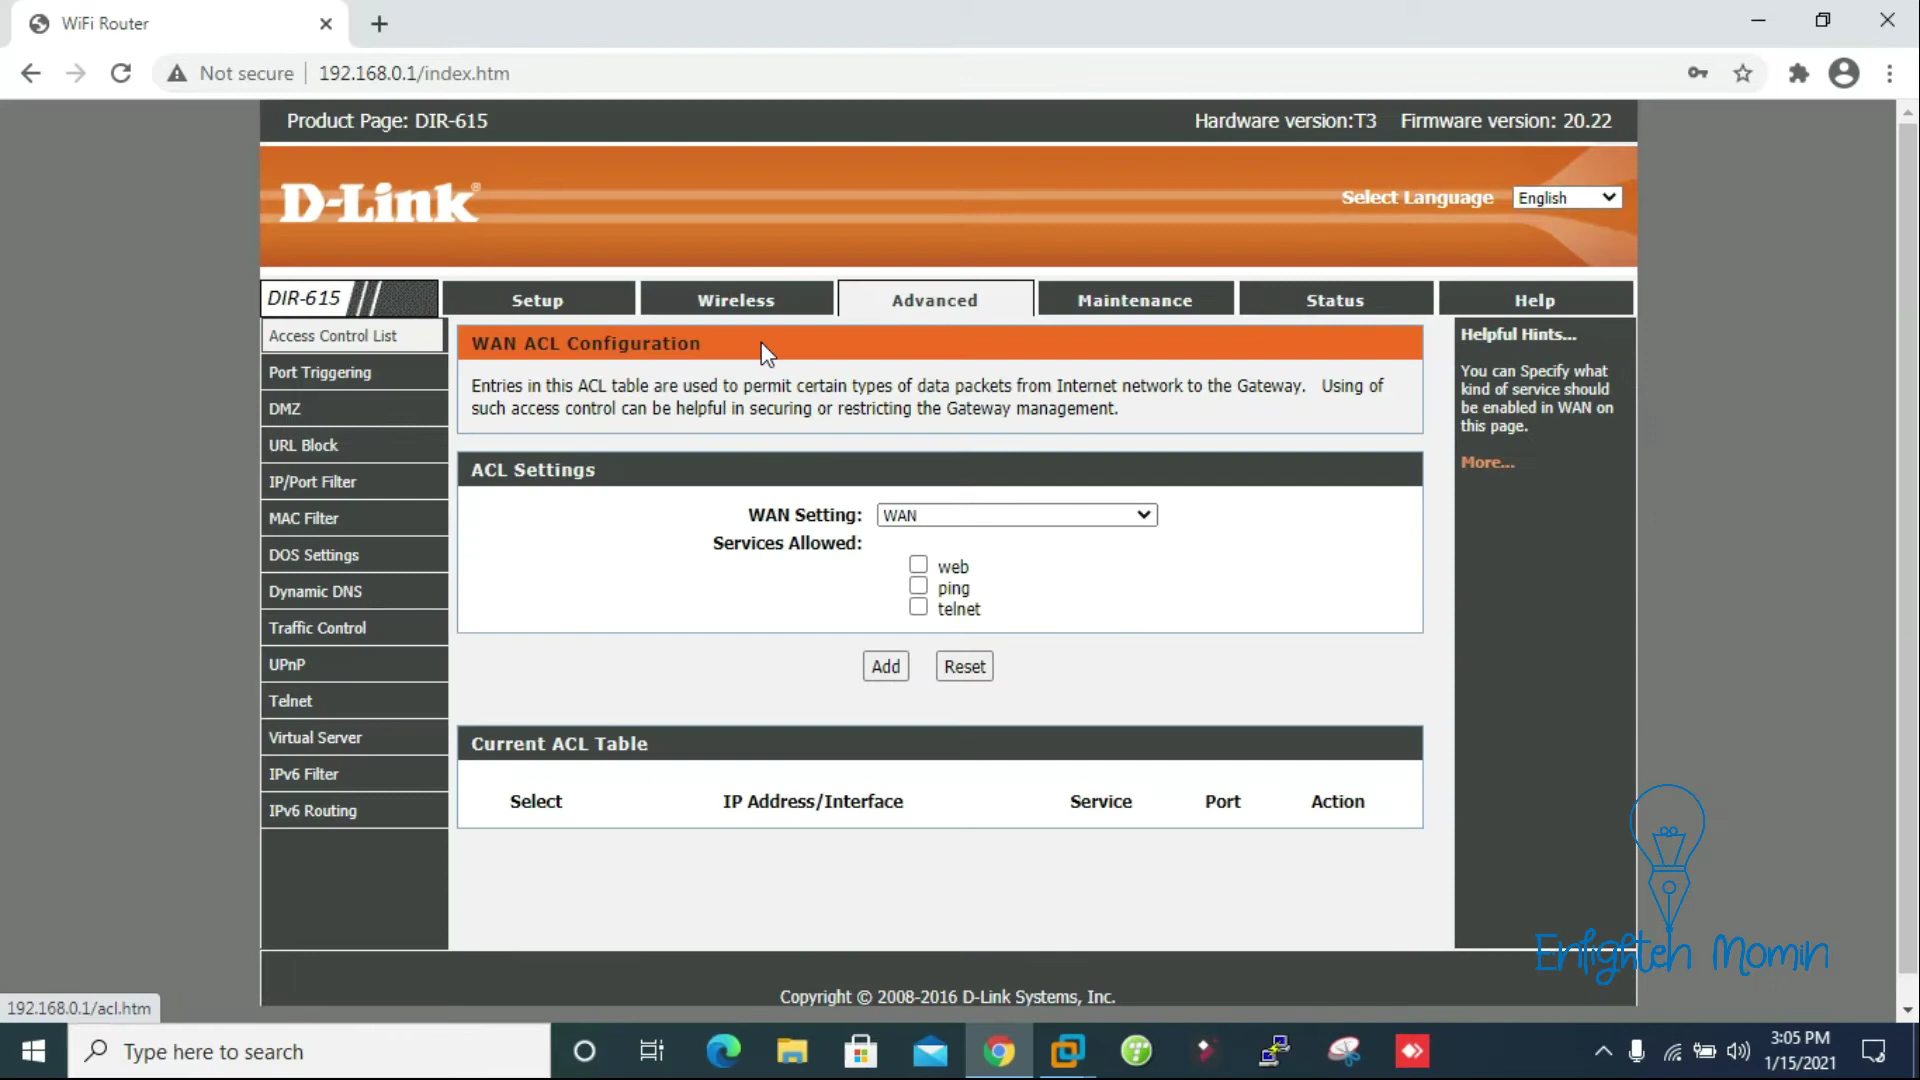 WiFi Router
Not secure 192.168.0.1/index.htm
Product Page: DIR-615 Hardware version:T3 Firmware version: 20.22
D-Link®
Select Language English
DIR-615 Setup Wireless Advanced Maintenance Status Help
Access Control List
Port Triggering
DMZ
URL Block
IP/Port Filter
MAC Filter
DOS Settings
Dynamic DNS
Traffic Control
UPnP
Telnet
Virtual Server
IPv6 Filter
IPv6 Routing
WAN ACL Configuration
Entries in this ACL table are used to permit certain types of data packets from Internet network to the Gateway. Using of
such access control can be helpful in securing or restricting the Gateway management.
ACL Settings
WAN Setting: WAN
Services Allowed:
web
ping
telnet
Add Reset
Current ACL Table
Select IP Address/Interface Service Port Action
Helpful Hints...
You can Specify what
kind of service should
be enabled in WAN on
this page.
More...
Enlighten Momin
Copyright © 2008-2016 D-Link Systems, Inc.
192.168.0.1/acl.htm
Type here to search
3:05 PM
1/15/2021